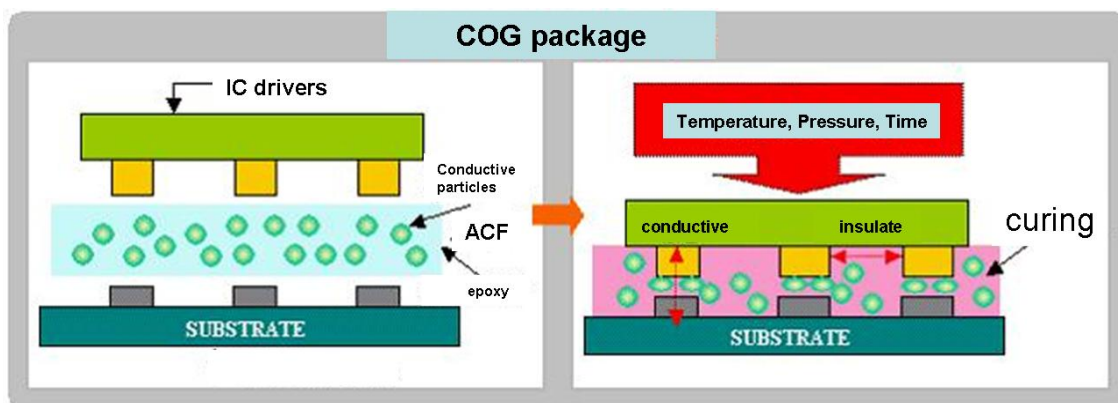 COG package
IC drivers
Conductive
particles
ACF
epoxy
SUBSTRATE
Temperature, Pressure, Time
conductive
insulate
curing
SUBSTRATE